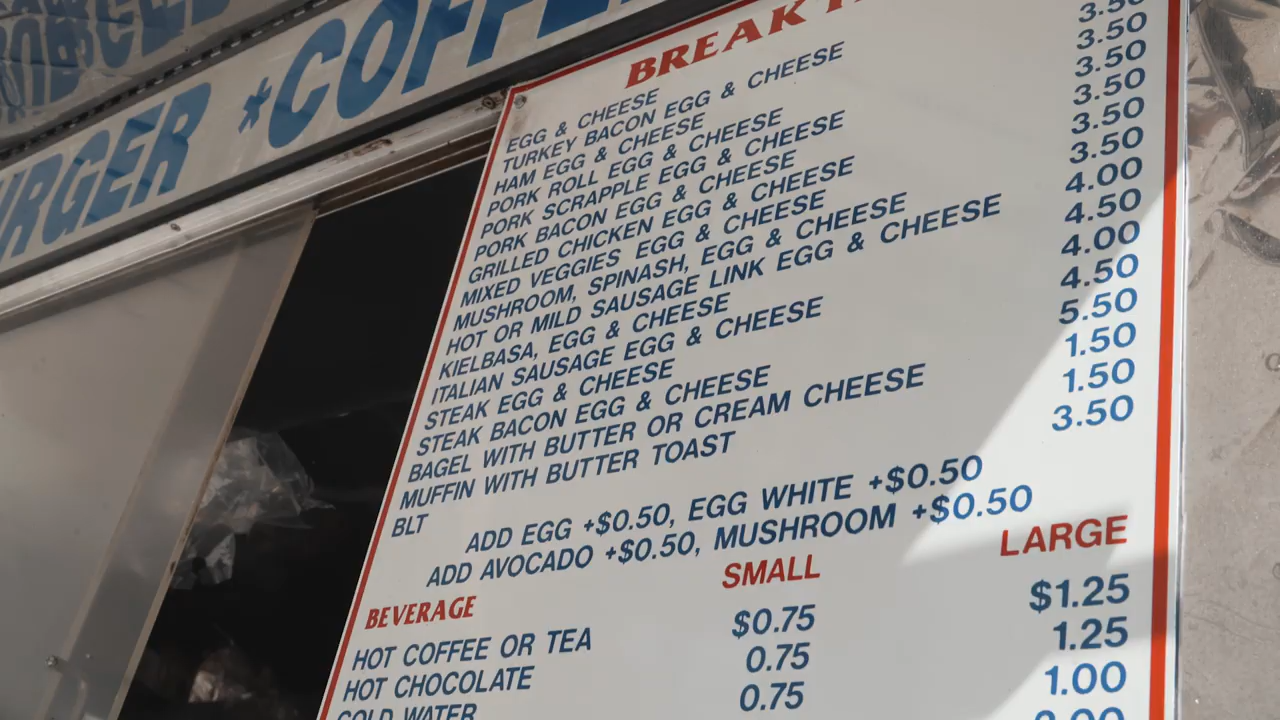 BURGER *COFFE
BREAK
EGG & CHEESE
TURKEY BACON EGG & CHEESE
HAM EGG & CHEESE
PORK ROLL EGG & CHEESE 3.50
PORK SCRAPPLE EGG & CHEESE 3.50
PORK BACON EGG & CHEESE 3.50
GRILLED CHICKEN EGG & CHEESE 3.50
MIXED VEGGIES EGG & CHEESE 3.50
MUSHROOM, SPINASH, EGG & CHEESE 3.50
HOT OR MILD SAUSAGE LINK EGG & CHEESE 4.00
KIELBASA, EGG & CHEESE 4.50
ITALIAN SAUSAGE EGG & CHEESE 4.00
STEAK EGG & CHEESE 4.50
STEAK BACON EGG & CHEESE 5.50
BAGEL WITH BUTTER OR CREAM CHEESE 1.50
MUFFIN WITH BUTTER TOAST 1.50
BLT 3.50
ADD EGG +$0.50, EGG WHITE +$0.50
ADD AVOCADO +$0.50, MUSHROOM +$0.50
BEVERAGE SMALL LARGE
HOT COFFEE OR TEA $0.75 $1.25
HOT CHOCOLATE 0.75 1.25
COLD WATER 0.75 1.00